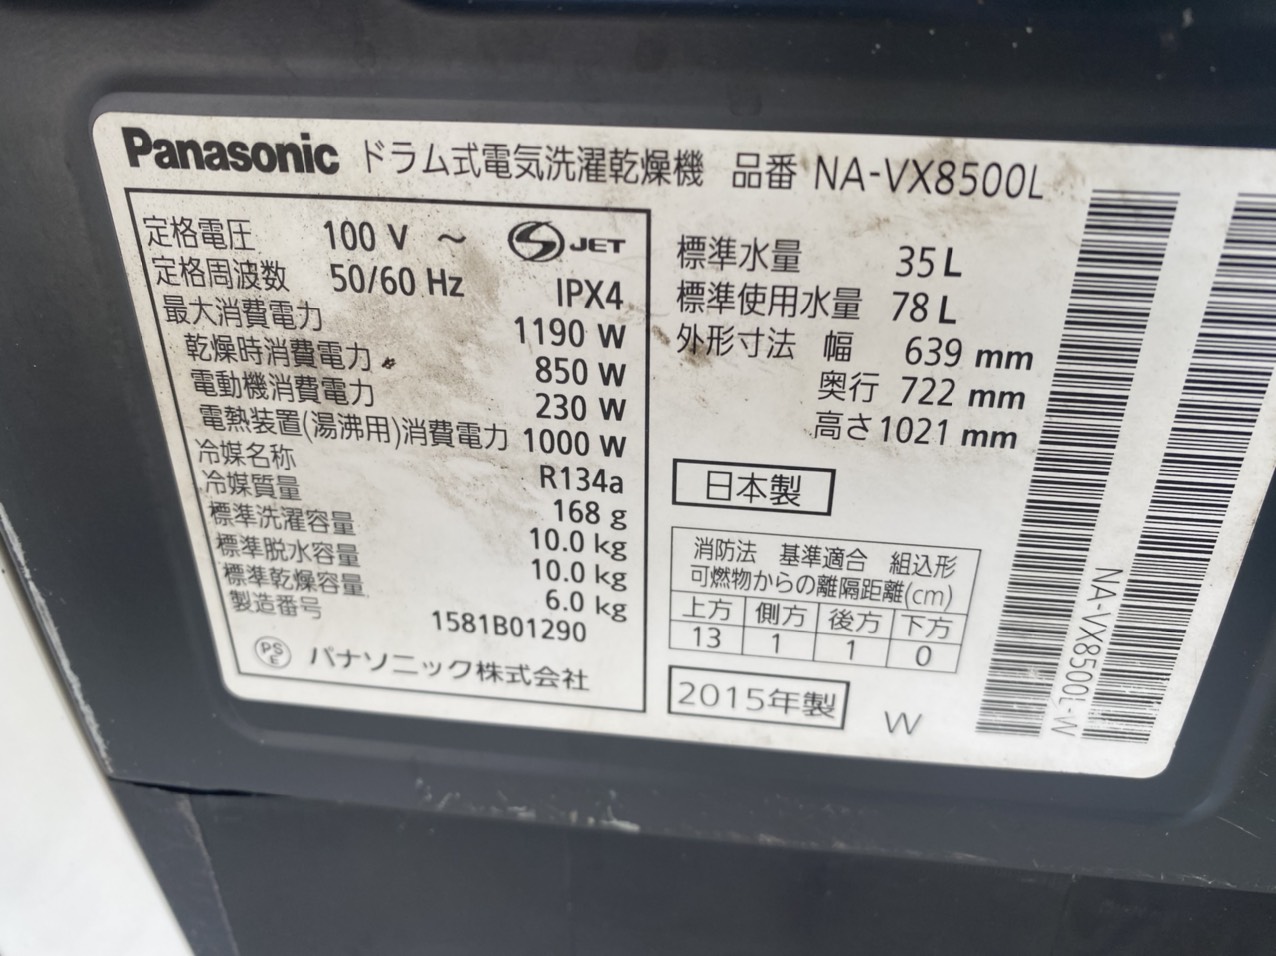 Panasonic ドラム式電気洗濯乾燥機 品番 NA-VX8500L
定格電圧 100 V ～ S JET
定格周波数 50/60 Hz IPX4
最大消費電力 1190 W
乾燥時消費電力 850 W
電動機消費電力 230 W
電熱装置(湯沸用)消費電力 1000 W
冷媒名称 R134a
冷媒質量 168 g
標準洗濯容量 10.0 kg
標準脱水容量 10.0 kg
標準乾燥容量 6.0 kg
製造番号 1581B01290
PS E パナソニック株式会社
標準水量 35 L
標準使用水量 78 L
外形寸法 幅 639 mm
奥行 722 mm
高さ 1021 mm
日本製
消防法 基準適合 組込形
可燃物からの離隔距離(cm)
上方 側方 後方 下方
13 1 1 0
2015年製 W
NA-VX8500L-W